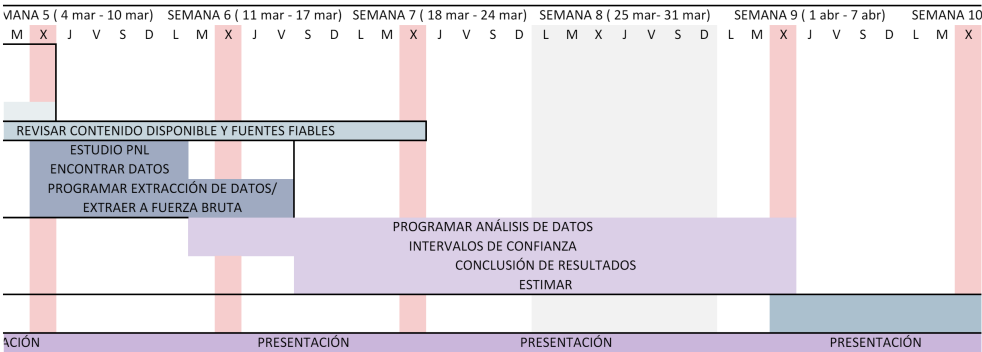 MANA 5 ( 4 mar - 10 mar) SEMANA 6 ( 11 mar - 17 mar) SEMANA 7 ( 18 mar - 24 mar) SEMANA 8 ( 25 mar- 31 mar) SEMANA 9 ( 1 abr - 7 abr) SEMANA 10
M X J V S D L M X J V S D L M X J V S D L M X J V S D L M X J V S D L M X
REVISAR CONTENIDO DISPONIBLE Y FUENTES FIABLES
ESTUDIO PNL
ENCONTRAR DATOS
PROGRAMAR EXTRACCIÓN DE DATOS/
EXTRAER A FUERZA BRUTA
PROGRAMAR ANÁLISIS DE DATOS
INTERVALOS DE CONFIANZA
CONCLUSIÓN DE RESULTADOS
ESTIMAR
ACIÓN PRESENTACIÓN PRESENTACIÓN PRESENTACIÓN